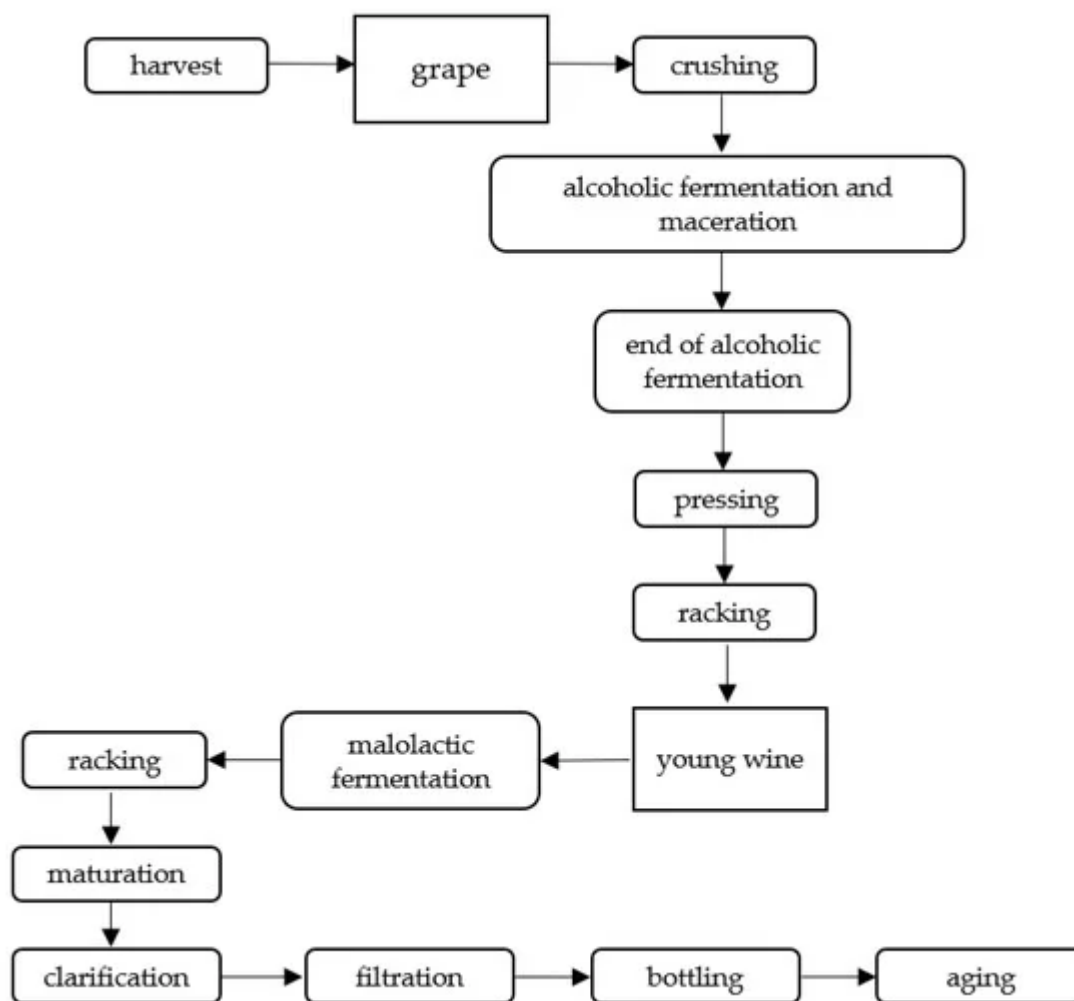 harvest
grape
crushing
alcoholic fermentation and
maceration
end of alcoholic
fermentation
pressing
racking
young wine
malolactic
fermentation
racking
maturation
clarification
filtration
bottling
aging